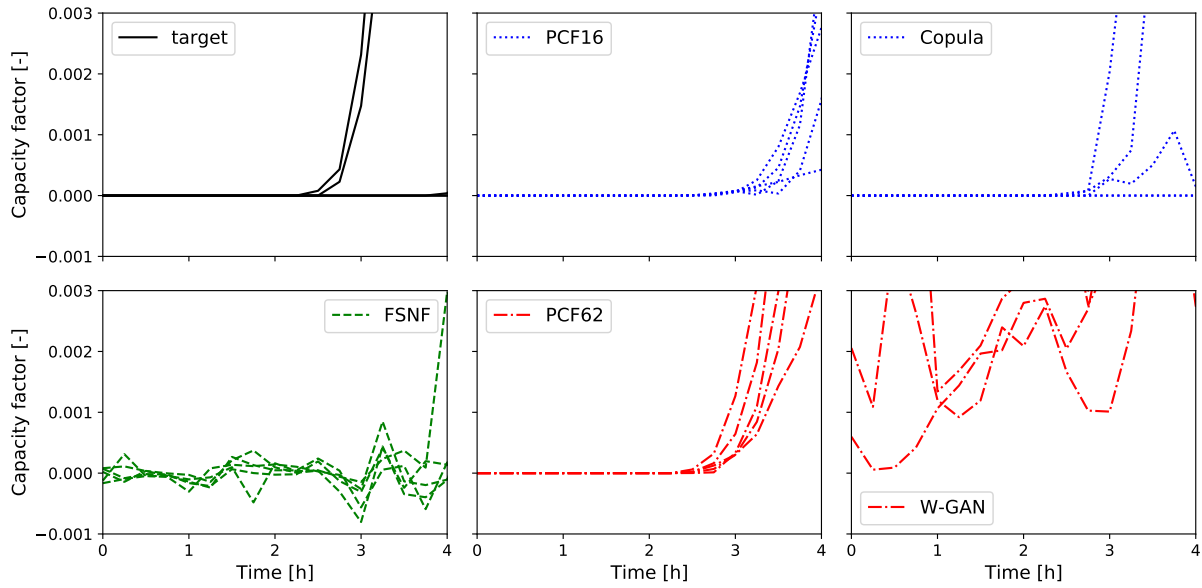 Capacity factor [-]
0.003
0.002
0.001
0.000
−0.001
target
PCF16
Copula
Capacity factor [-]
0.003
0.002
0.001
0.000
−0.001
FSNF
PCF62
W-GAN
0 1 2 3 4
0 1 2 3 4
0 1 2 3 4
Time [h]
Time [h]
Time [h]